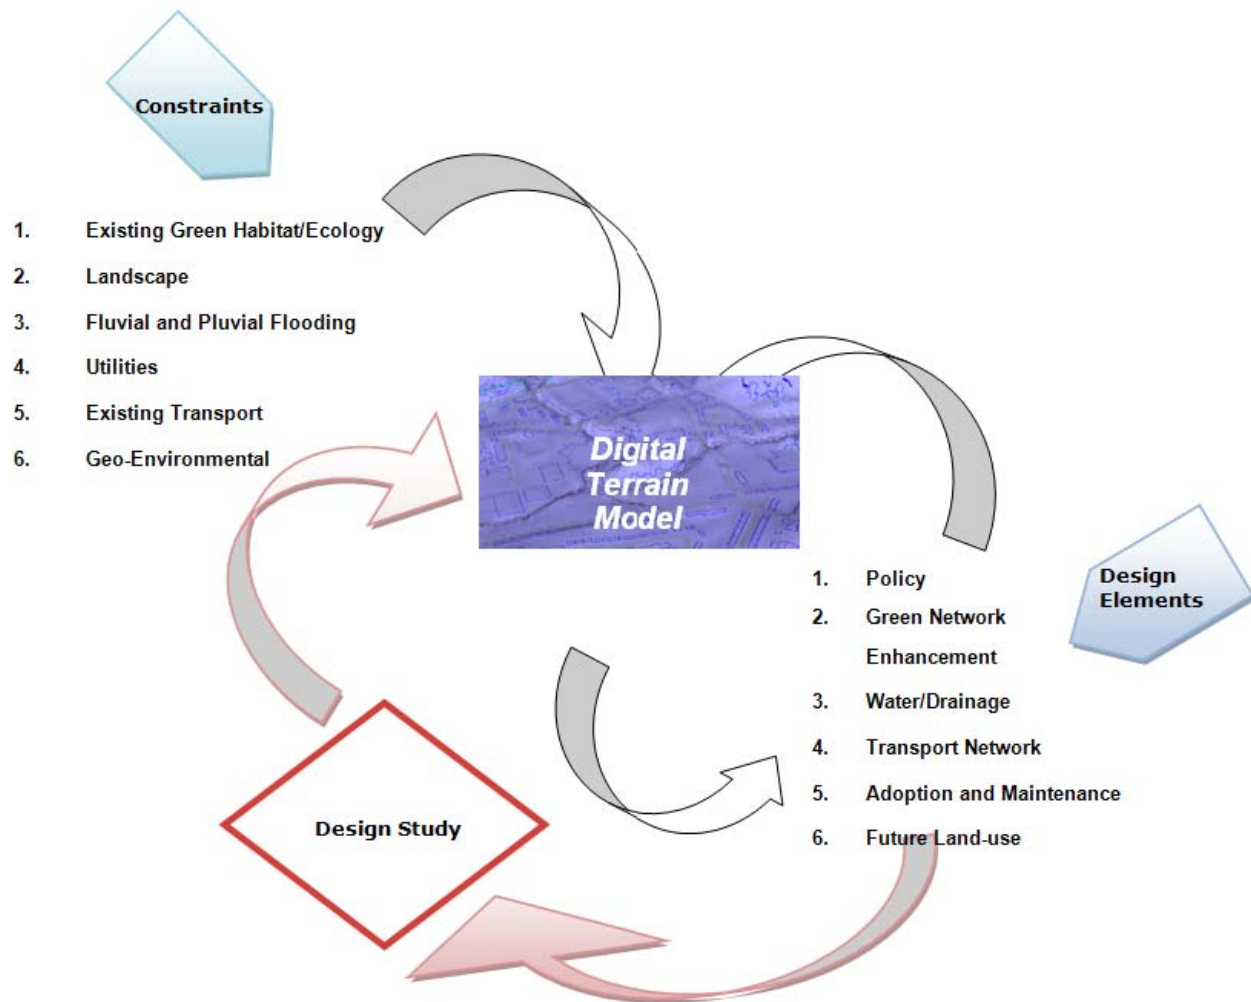 Constraints
1. Existing Green Habitat/Ecology
2. Landscape
3. Fluvial and Pluvial Flooding
4. Utilities
5. Existing Transport
6. Geo-Environmental
Digital
Terrain
Model
Design
Elements
1. Policy
2. Green Network
Enhancement
3. Water/Drainage
4. Transport Network
5. Adoption and Maintenance
6. Future Land-use
Design Study